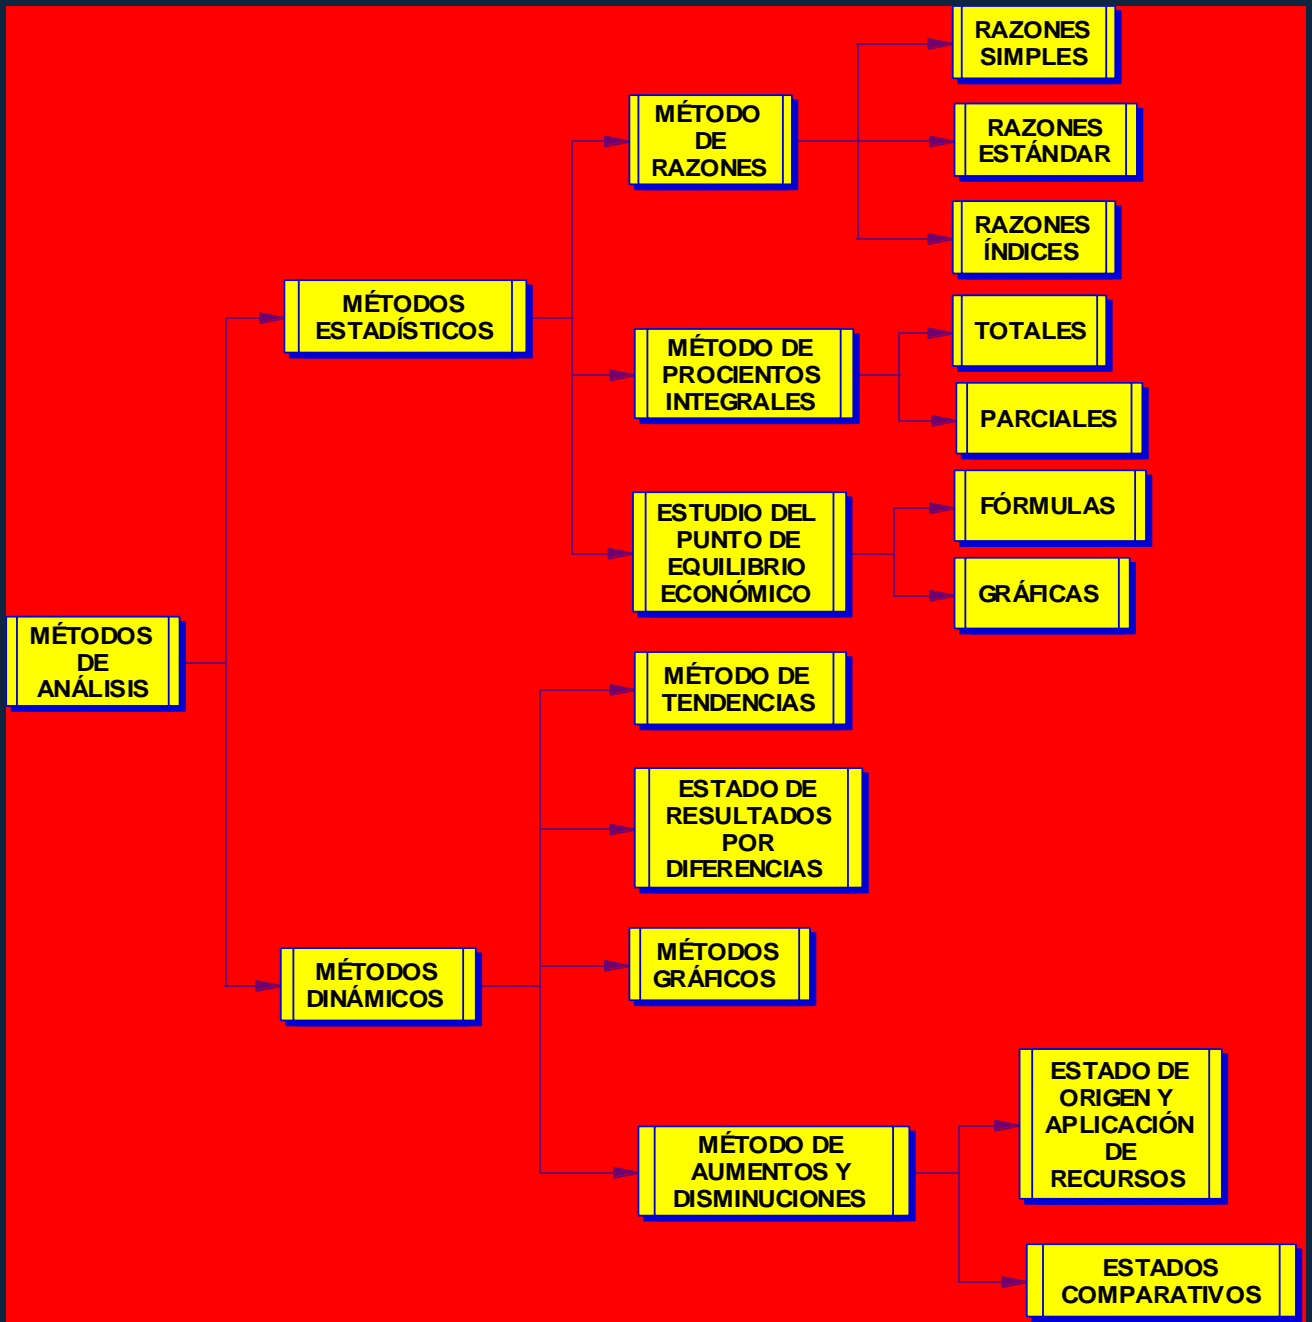 RAZONES
SIMPLES
MÉTODO
DE
RAZONES
RAZONES
ESTÁNDAR
RAZONES
ÍNDICES
MÉTODOS
ESTADÍSTICOS
MÉTODO DE
PROCIENTOS
INTEGRALES
TOTALES
PARCIALES
ESTUDIO DEL
PUNTO DE
EQUILIBRIO
ECONÓMICO
FÓRMULAS
GRÁFICAS
MÉTODOS
DE
ANÁLISIS
MÉTODO DE
TENDENCIAS
ESTADO DE
RESULTADOS
POR
DIFERENCIAS
MÉTODOS
DINÁMICOS
MÉTODOS
GRÁFICOS
MÉTODO DE
AUMENTOS Y
DISMINUCIONES
ESTADO DE
ORIGEN Y
APLICACIÓN
DE
RECURSOS
ESTADOS
COMPARATIVOS